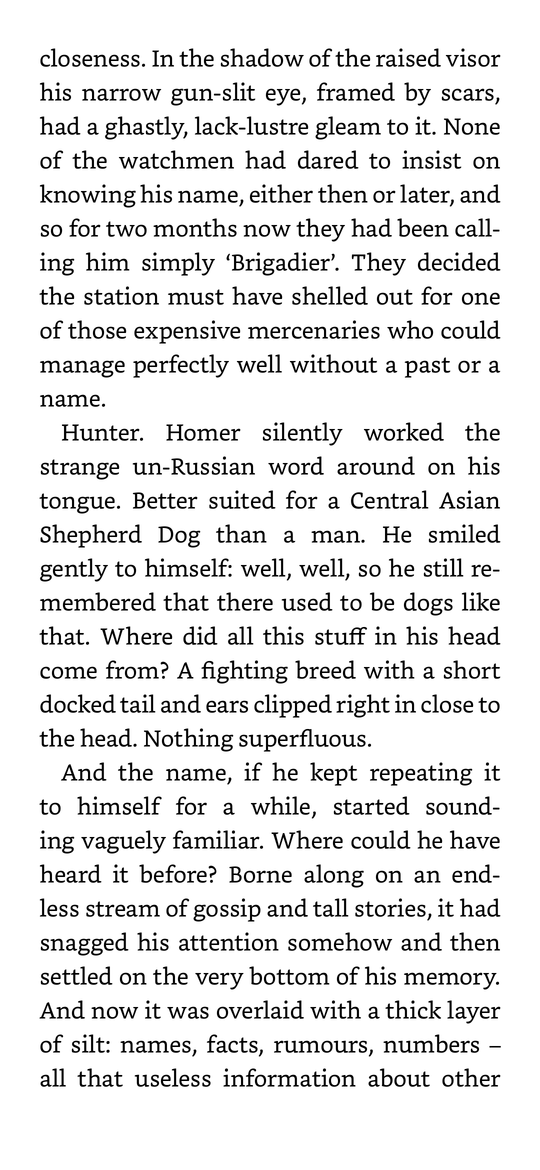 closeness. In the shadow of the raised visor
his narrow gun-slit eye, framed by scars,
had a ghastly, lack-lustre gleam to it. None
of the watchmen had dared to insist on
knowing his name, either then or later, and
so for two months now they had been call-
ing him simply ‘Brigadier’. They decided
the station must have shelled out for one
of those expensive mercenaries who could
manage perfectly well without a past or a
name.
Hunter. Homer silently worked the
strange un-Russian word around on his
tongue. Better suited for a Central Asian
Shepherd Dog than a man. He smiled
gently to himself: well, well, so he still re-
membered that there used to be dogs like
that. Where did all this stuff in his head
come from? A fighting breed with a short
docked tail and ears clipped right in close to
the head. Nothing superfluous.
And the name, if he kept repeating it
to himself for a while, started sound-
ing vaguely familiar. Where could he have
heard it before? Borne along on an end-
less stream of gossip and tall stories, it had
snagged his attention somehow and then
settled on the very bottom of his memory.
And now it was overlaid with a thick layer
of silt: names, facts, rumours, numbers –
all that useless information about other